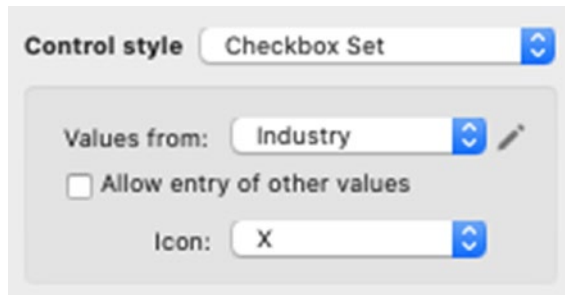 Control style Checkbox Set
Values from: Industry
Allow entry of other values
Icon: X